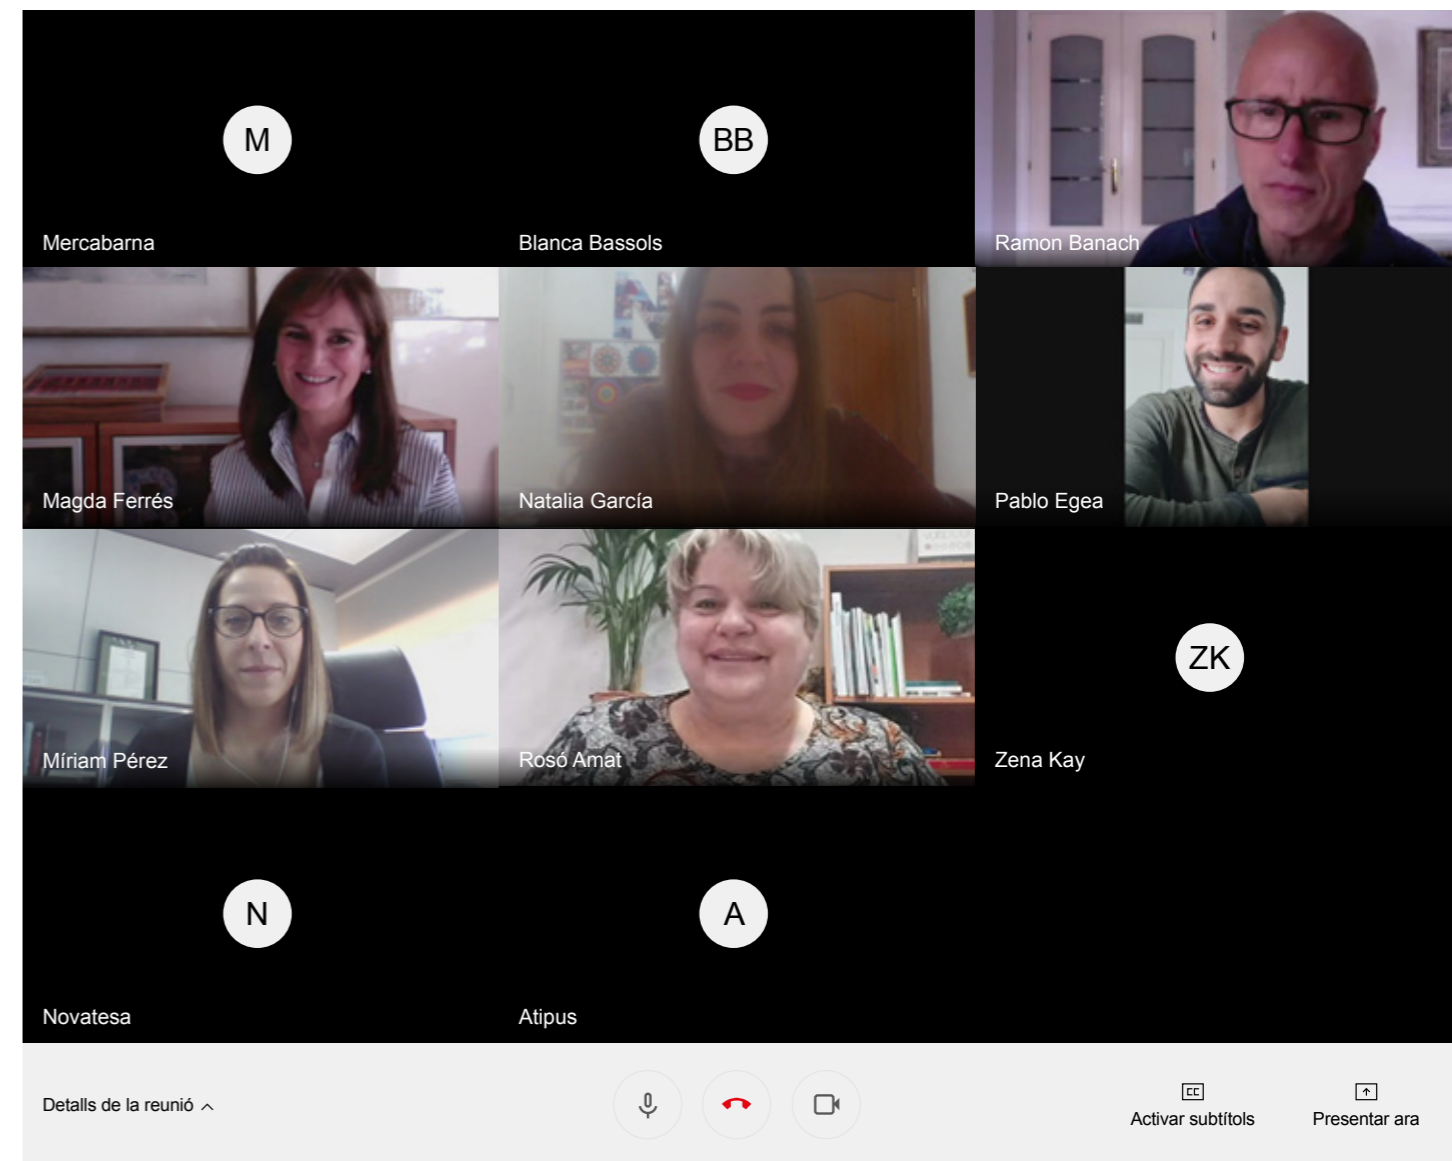 M
BB
Mercabarna
Blanca Bassols
Ramon Banach
Magda Ferrés
Natalia García
Pablo Egea
ZK
Míriam Pérez
Rosó Amat
Zena Kay
N
A
Novatesa
Atipus
Detalls de la reunió
CC
Activar subtítols
Presentar ara